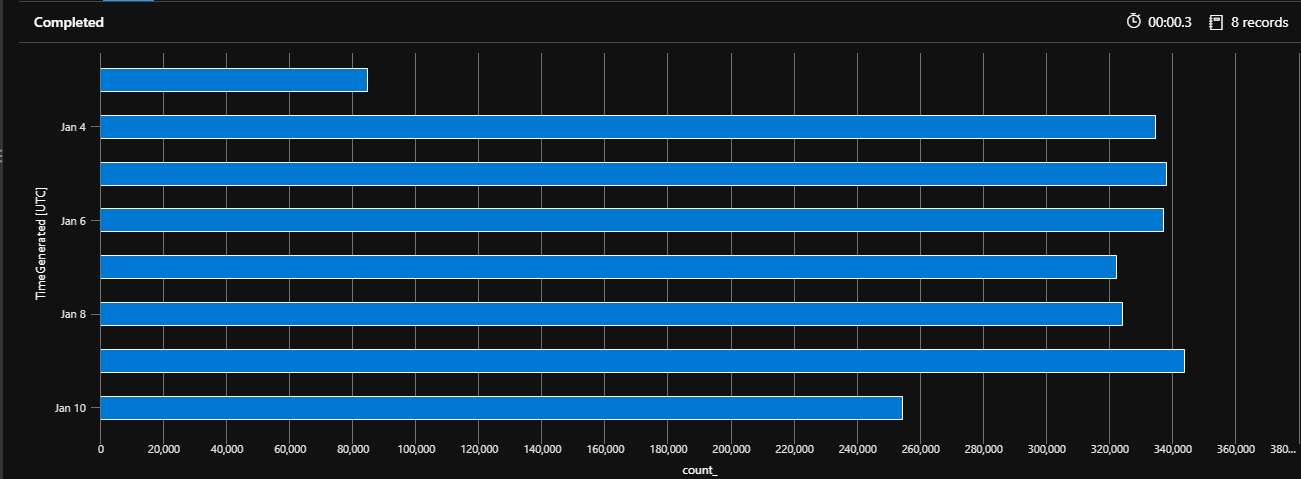 Completed
00:00.3
8 records
TimeGenerated [UTC]
Jan 4
Jan 6
Jan 8
Jan 10
0 20,000 40,000 60,000 80,000 100,000 120,000 140,000 160,000 180,000 200,000 220,000 240,000 260,000 280,000 300,000 320,000 340,000 360,000 380...
count_